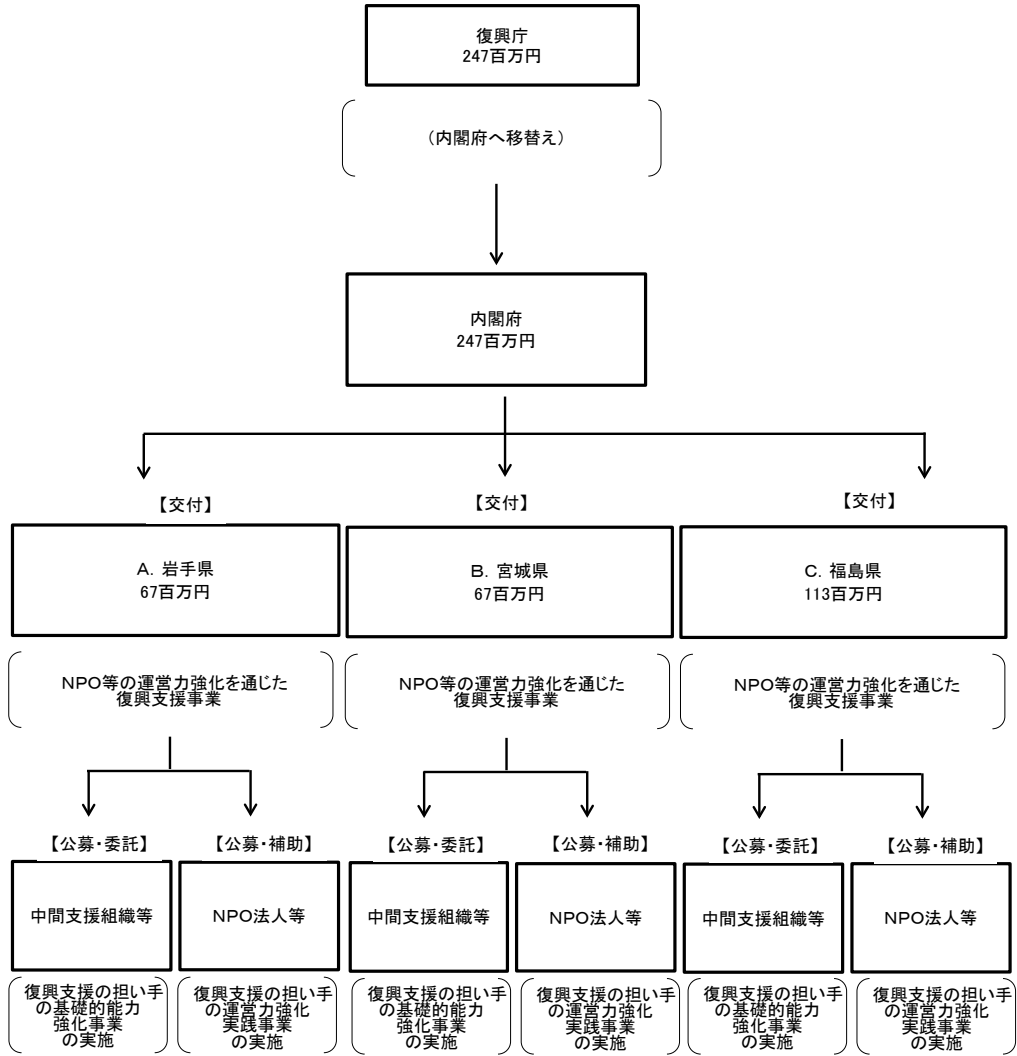 復興庁
247百万円
(内閣府へ移替え)
内閣府
247百万円
【交付】
【交付】
【交付】
A．岩手県
67百万円
B．宮城県
67百万円
C．福島県
113百万円
NPO等の運営力強化を通じた
復興支援事業
NPO等の運営力強化を通じた
復興支援事業
NPO等の運営力強化を通じた
復興支援事業
【公募・委託】
【公募・補助】
【公募・委託】
【公募・補助】
【公募・委託】
【公募・補助】
中間支援組織等
NPO法人等
中間支援組織等
NPO法人等
中間支援組織等
NPO法人等
復興支援の担い手
の基礎的能力
強化事業
の実施
復興支援の担い手
の運営力強化
実践事業
の実施
復興支援の担い手
の基礎的能力
強化事業
の実施
復興支援の担い手
の運営力強化
実践事業
の実施
復興支援の担い手
の基礎的能力
強化事業
の実施
復興支援の担い手
の運営力強化
実践事業
の実施